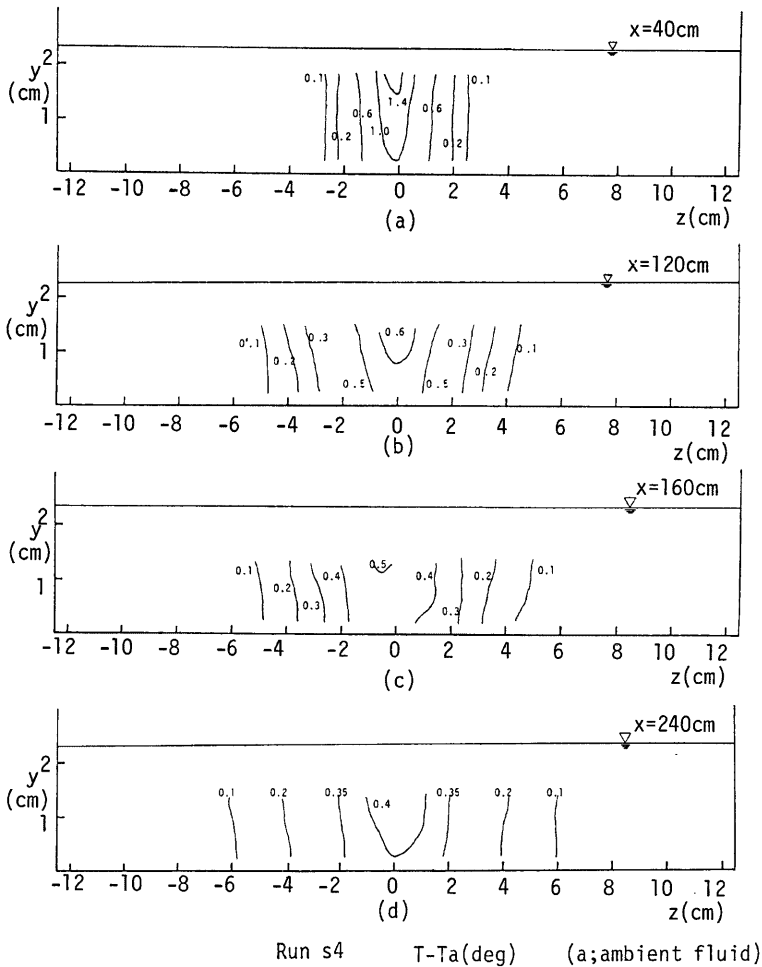 x=40cm
2
y
(cm)
1
0.1 0.1
1.4
0.6 0.6
1.0
0.2 0.2
-12 -10 -8 -6 -4 -2 0 2 4 6 8 10 12
(a) z(cm)
x=120cm
2
y
(cm)
1
0.1 0.3 0.6 0.3 0.1
0.2 0.2
0.5 0.5
-12 -10 -8 -6 -4 -2 0 2 4 6 8 10 12
(b) z(cm)
x=160cm
2
y
(cm)
1
0.1 0.4 0.5 0.4 0.2 0.1
0.2
0.3 0.3
-12 -10 -8 -6 -4 -2 0 2 4 6 8 10 12
(c) z(cm)
x=240cm
2
y
(cm)
1
0.1 0.2 0.35 0.4 0.35 0.2 0.1
-12 -10 -8 -6 -4 -2 0 2 4 6 8 10 12
(d) z(cm)
Run s4 T-Ta(deg) (a;ambient fluid)